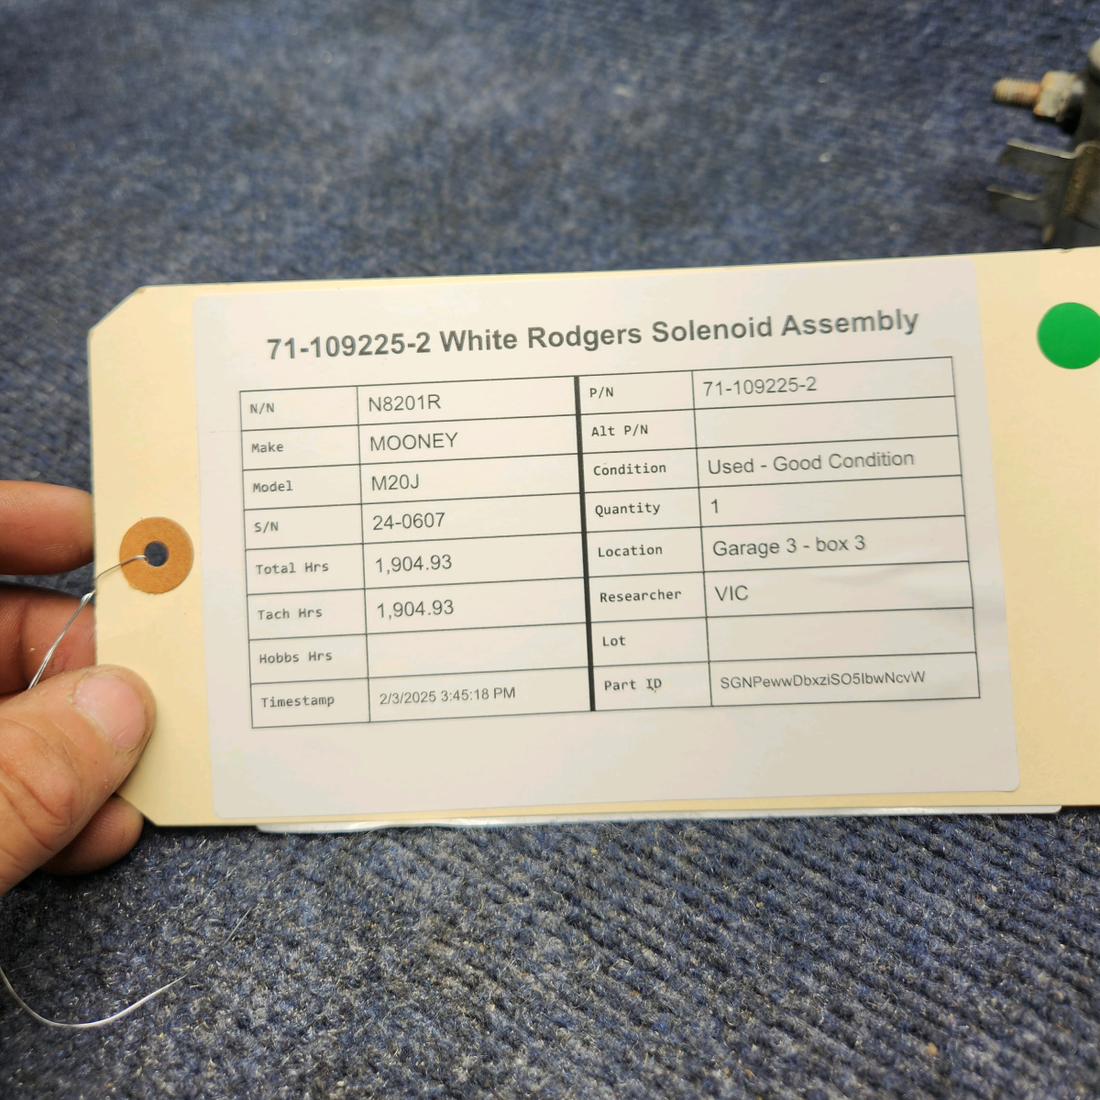 71-109225-2 White Rodgers Solenoid Assembly
N/N N8201R P/N 71-109225-2
Make MOONEY Alt P/N
Model M20J Condition Used - Good Condition
S/N 24-0607 Quantity 1
Total Hrs 1,904.93 Location Garage 3 - box 3
Tach Hrs 1,904.93 Researcher VIC
Hobbs Hrs Lot
Timestamp 2/3/2025 3:45:18 PM Part ID SGNPewwDbxziSO5IbwNcvW